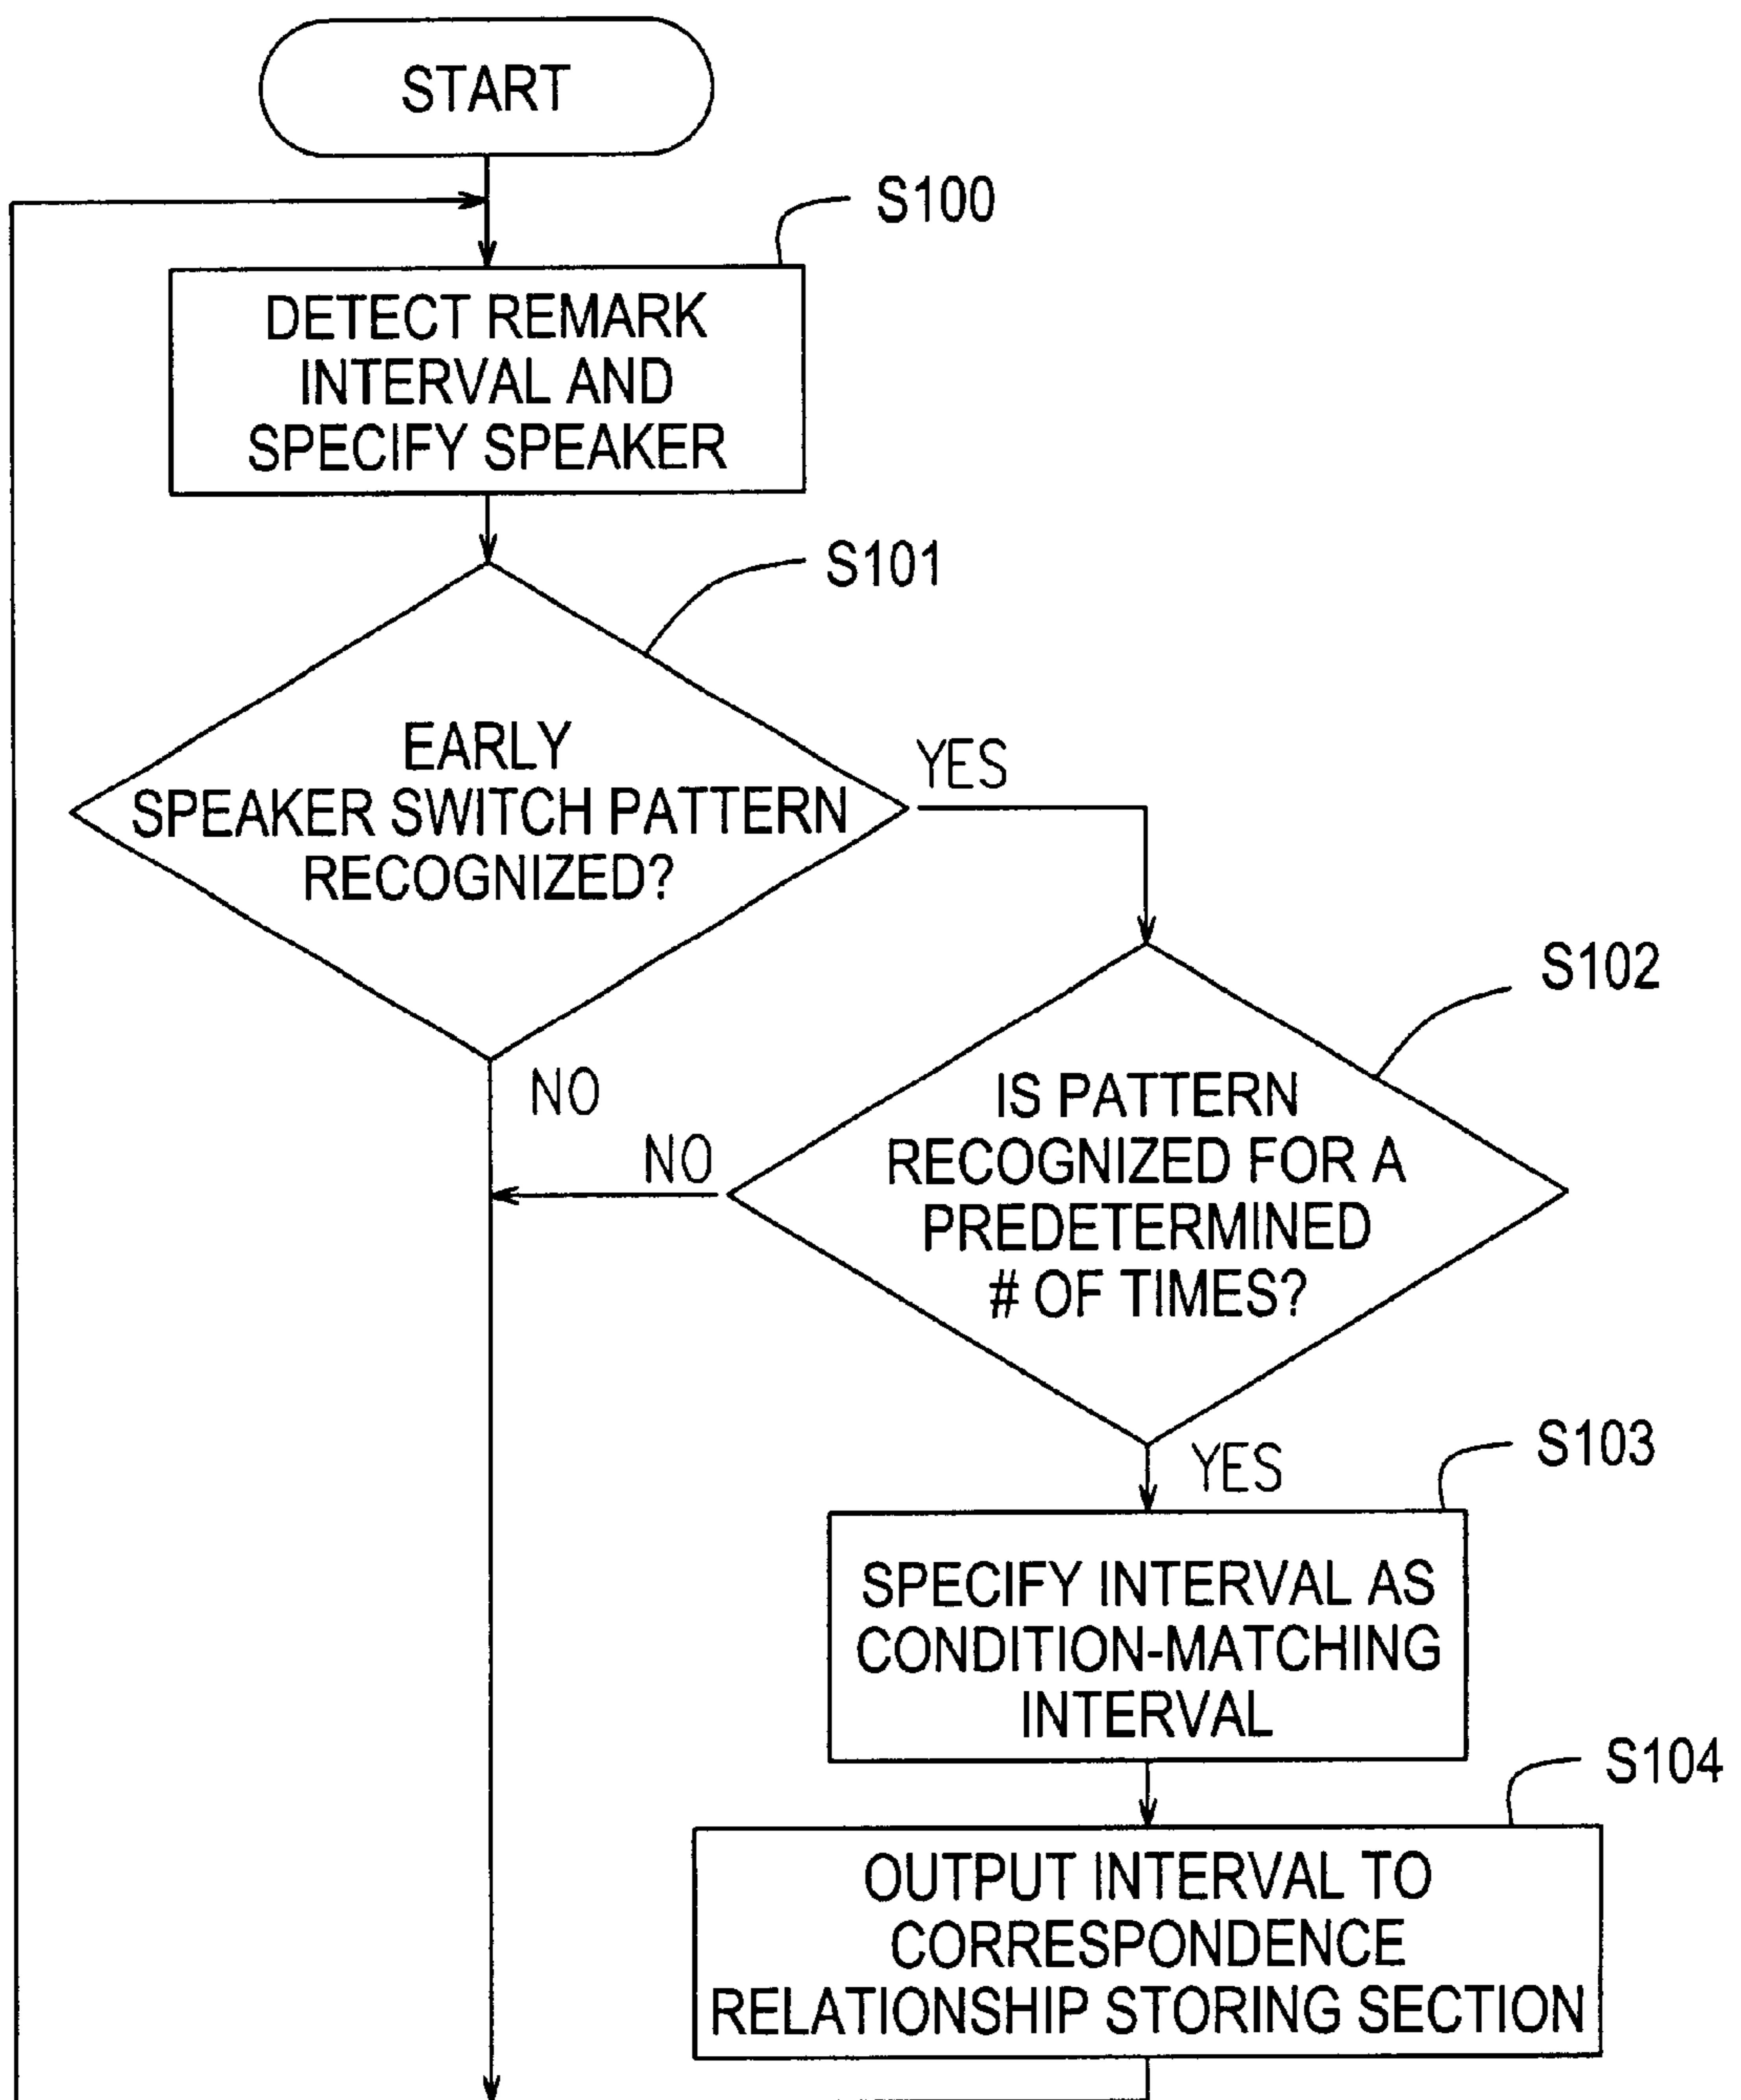 START
S100
DETECT REMARK
INTERVAL AND
SPECIFY SPEAKER
S101
EARLY
SPEAKER SWITCH PATTERN
RECOGNIZED?
YES
NO
S102
IS PATTERN
RECOGNIZED FOR A
PREDETERMINED
# OF TIMES?
NO
YES
S103
SPECIFY INTERVAL AS
CONDITION-MATCHING
INTERVAL
S104
OUTPUT INTERVAL TO
CORRESPONDENCE
RELATIONSHIP STORING SECTION